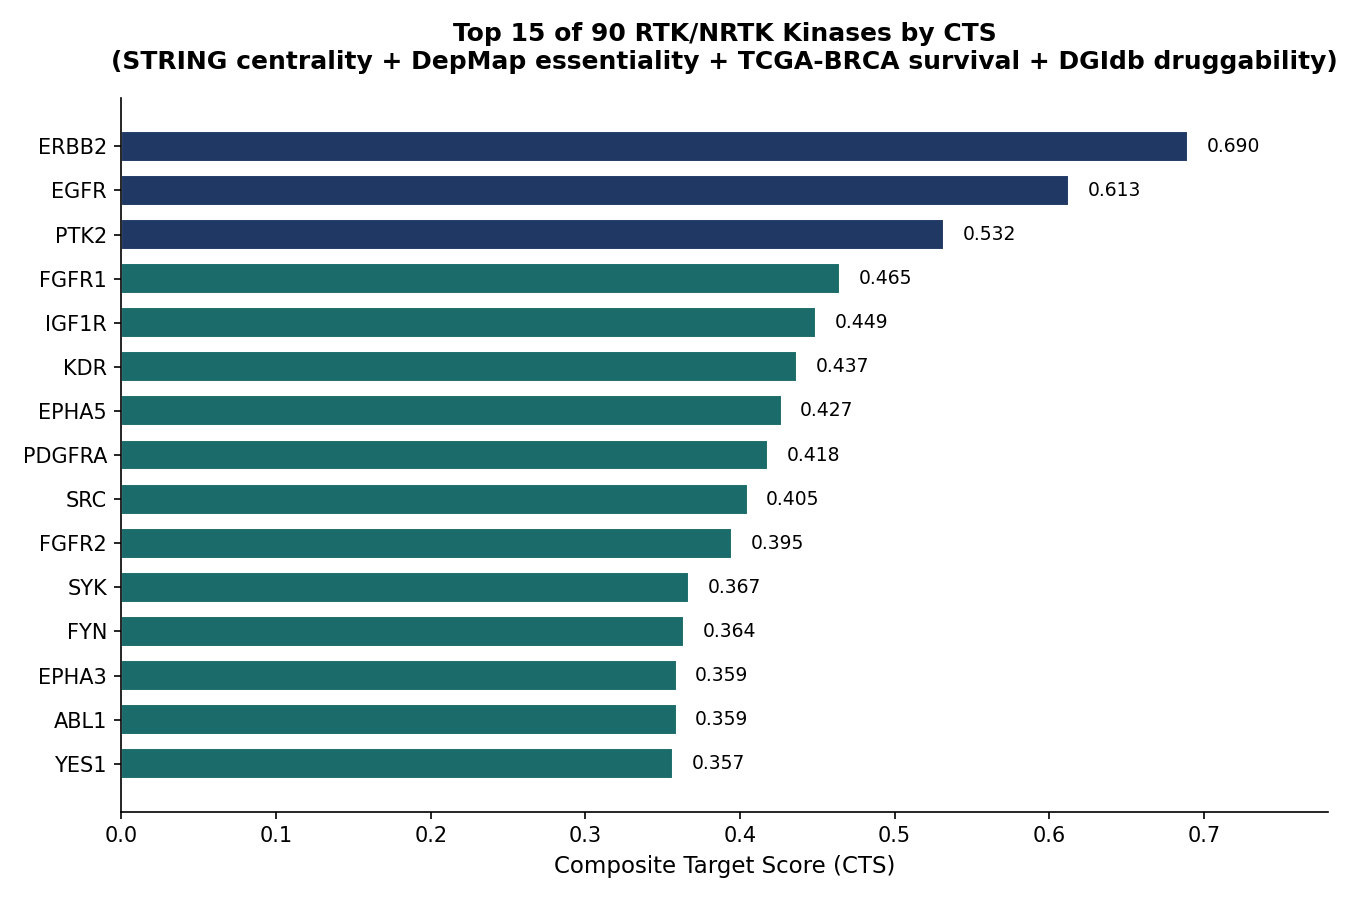 Top 15 of 90 RTK/NRTK Kinases by CTS
(STRING centrality + DepMap essentiality + TCGA-BRCA survival + DGIdb druggability)
ERBB2 0.690
EGFR 0.613
PTK2 0.532
FGFR1 0.465
IGF1R 0.449
KDR 0.437
EPHA5 0.427
PDGFRA 0.418
SRC 0.405
FGFR2 0.395
SYK 0.367
FYN 0.364
EPHA3 0.359
ABL1 0.359
YES1 0.357
0.0 0.1 0.2 0.3 0.4 0.5 0.6 0.7
Composite Target Score (CTS)